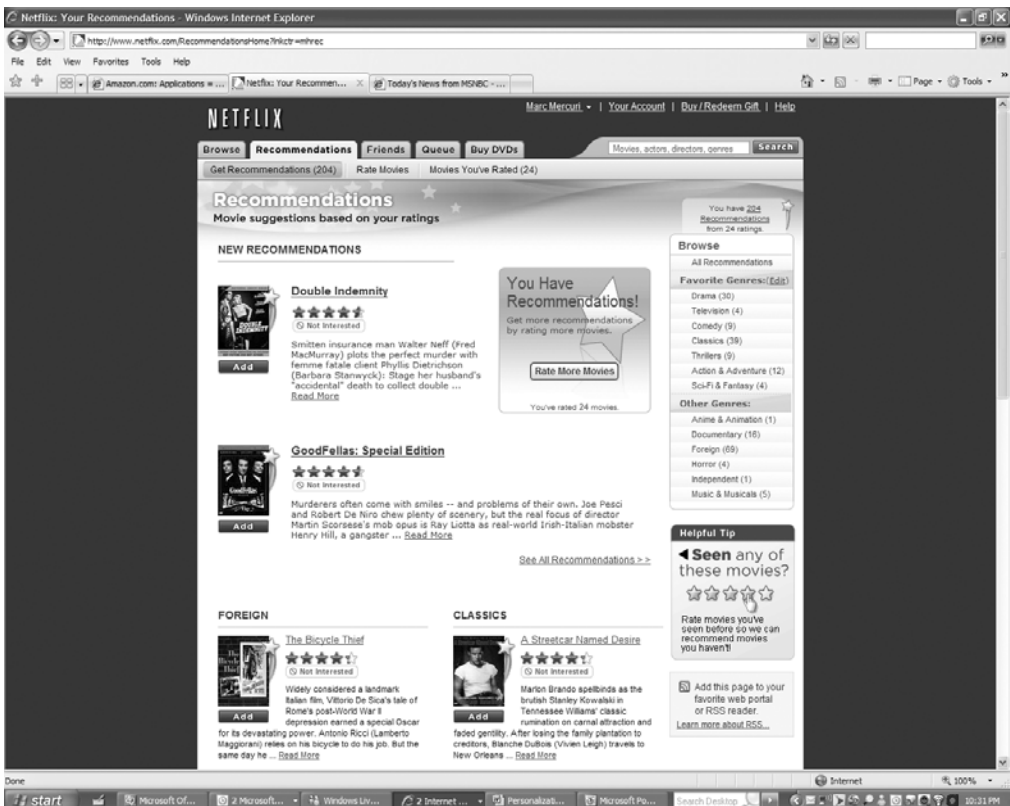 Netflix: Your Recommendations - Windows Internet Explorer
http://www.netflix.com/RecommendationsHome?lnkctr=mhrec
File Edit View Favorites Tools Help
Amazon.com: Applications = ... Netflix: Your Recommen... Today's News from MSNBC - ... Page Tools
NETFLIX
Marc Mercuri | Your Account | Buy/Redeem Gift | Help
Browse Recommendations Friends Queue Buy DVDs
Movies, actors, directors, genres Search
Get Recommendations (204) Rate Movies Movies You've Rated (24)
Recommendations
Movie suggestions based on your ratings
You have 204
Recommendations
from 24 ratings.
NEW RECOMMENDATIONS
Double Indemnity
Not Interested
Add
Smitten insurance man Walter Neff (Fred
MacMurray) plots the perfect murder with
femme fatale client Phyllis Dietrichson
(Barbara Stanwyck): Stage her husband's
"accidental" death to collect double ...
Read More
You Have
Recommendations!
Get more recommendations
by rating more movies.
Rate More Movies
You've rated 24 movies.
GoodFellas: Special Edition
Not Interested
Add
Murderers often come with smiles -- and problems of their own. Joe Pesci
and Robert De Niro chew plenty of scenery, but the real focus of director
Martin Scorsese's mob opus is Ray Liotta as real-world Irish-Italian mobster
Henry Hill, a gangster ... Read More
See All Recommendations > >
FOREIGN
The Bicycle Thief
Not Interested
Add
Widely considered a landmark
Italian film, Vittorio De Sica's tale of
Rome's post-World War II
depression earned a special Oscar
for its devastating power. Antonio Ricci (Lamberto
Maggiorani) relies on his bicycle to do his job. But the
same day he ... Read More
CLASSICS
A Streetcar Named Desire
Not Interested
Add
Marlon Brando spellbinds as the
brutish Stanley Kowalski in
Tennessee Williams' classic
rumination on carnal attraction and
faded gentility. After losing the family plantation to
creditors, Blanche DuBois (Vivien Leigh) travels to
New Orleans ... Read More
Browse
All Recommendations
Favorite Genres:(Edit)
Drama (30)
Television (4)
Comedy (9)
Classics (39)
Thrillers (9)
Action & Adventure (12)
Sci-Fi & Fantasy (4)
Other Genres:
Anime & Animation (1)
Documentary (16)
Foreign (69)
Horror (4)
Independent (1)
Music & Musicals (5)
Helpful Tip
Seen any of
these movies?
Rate movies you've
seen before so we can
recommend movies
you haven't!
Add this page to your
favorite web portal
or RSS reader.
Learn more about RSS...
Done Internet 100%
start Microsoft Of... 2 Microsoft... Windows Liv... 2 Internet ... Personalizati... Microsoft Po... Search Desktop 10:31 PM